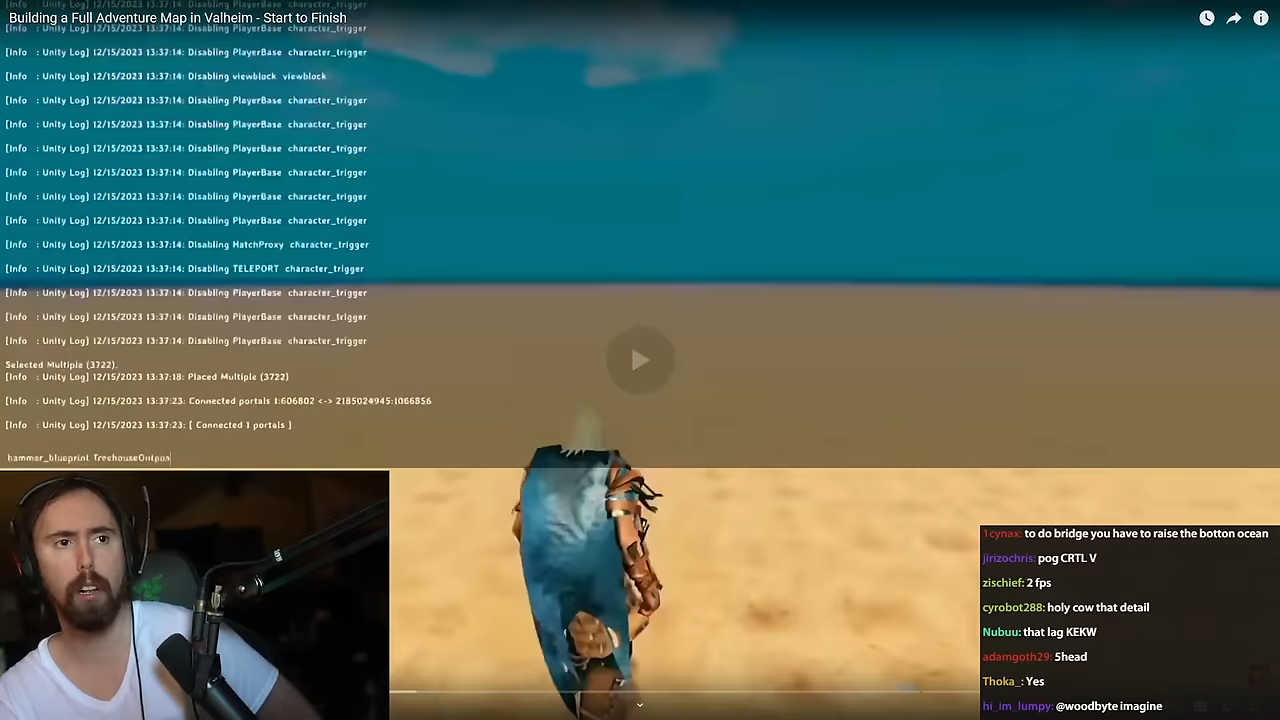 Building a Full Adventure Map in Valheim - Start to Finish
[Info : Unity Log] 12/15/2023 13:37:14: Disabling PlayerBase character_trigger
[Info : Unity Log] 12/15/2023 13:37:14: Disabling PlayerBase character_trigger
[Info : Unity Log] 12/15/2023 13:37:14: Disabling viewblock viewblock
[Info : Unity Log] 12/15/2023 13:37:14: Disabling PlayerBase character_trigger
[Info : Unity Log] 12/15/2023 13:37:14: Disabling PlayerBase character_trigger
[Info : Unity Log] 12/15/2023 13:37:14: Disabling PlayerBase character_trigger
[Info : Unity Log] 12/15/2023 13:37:14: Disabling PlayerBase character_trigger
[Info : Unity Log] 12/15/2023 13:37:14: Disabling PlayerBase character_trigger
[Info : Unity Log] 12/15/2023 13:37:14: Disabling PlayerBase character_trigger
[Info : Unity Log] 12/15/2023 13:37:14: Disabling HatchProxy character_trigger
[Info : Unity Log] 12/15/2023 13:37:14: Disabling TELEPORT character_trigger
[Info : Unity Log] 12/15/2023 13:37:14: Disabling PlayerBase character_trigger
[Info : Unity Log] 12/15/2023 13:37:14: Disabling PlayerBase character_trigger
[Info : Unity Log] 12/15/2023 13:37:14: Disabling PlayerBase character_trigger
Selected Multiple (3722).
[Info : Unity Log] 12/15/2023 13:37:18: Placed Multiple (3722)
[Info : Unity Log] 12/15/2023 13:37:23: Connected portals 1:606802 <-> 2185024945:1066856
[Info : Unity Log] 12/15/2023 13:37:23: [ Connected 1 portals ]
hammer_blueprint TreehouseOutpos
1cynax: to do bridge you have to raise the botton ocean
jirizochris: pog CRTL V
zischief: 2 fps
cyrobot288: holy cow that detail
Nubuu: that lag KEKW
adamgoth29: 5head
Thoka_: Yes
hi_im_lumpy: @woodbyte imagine